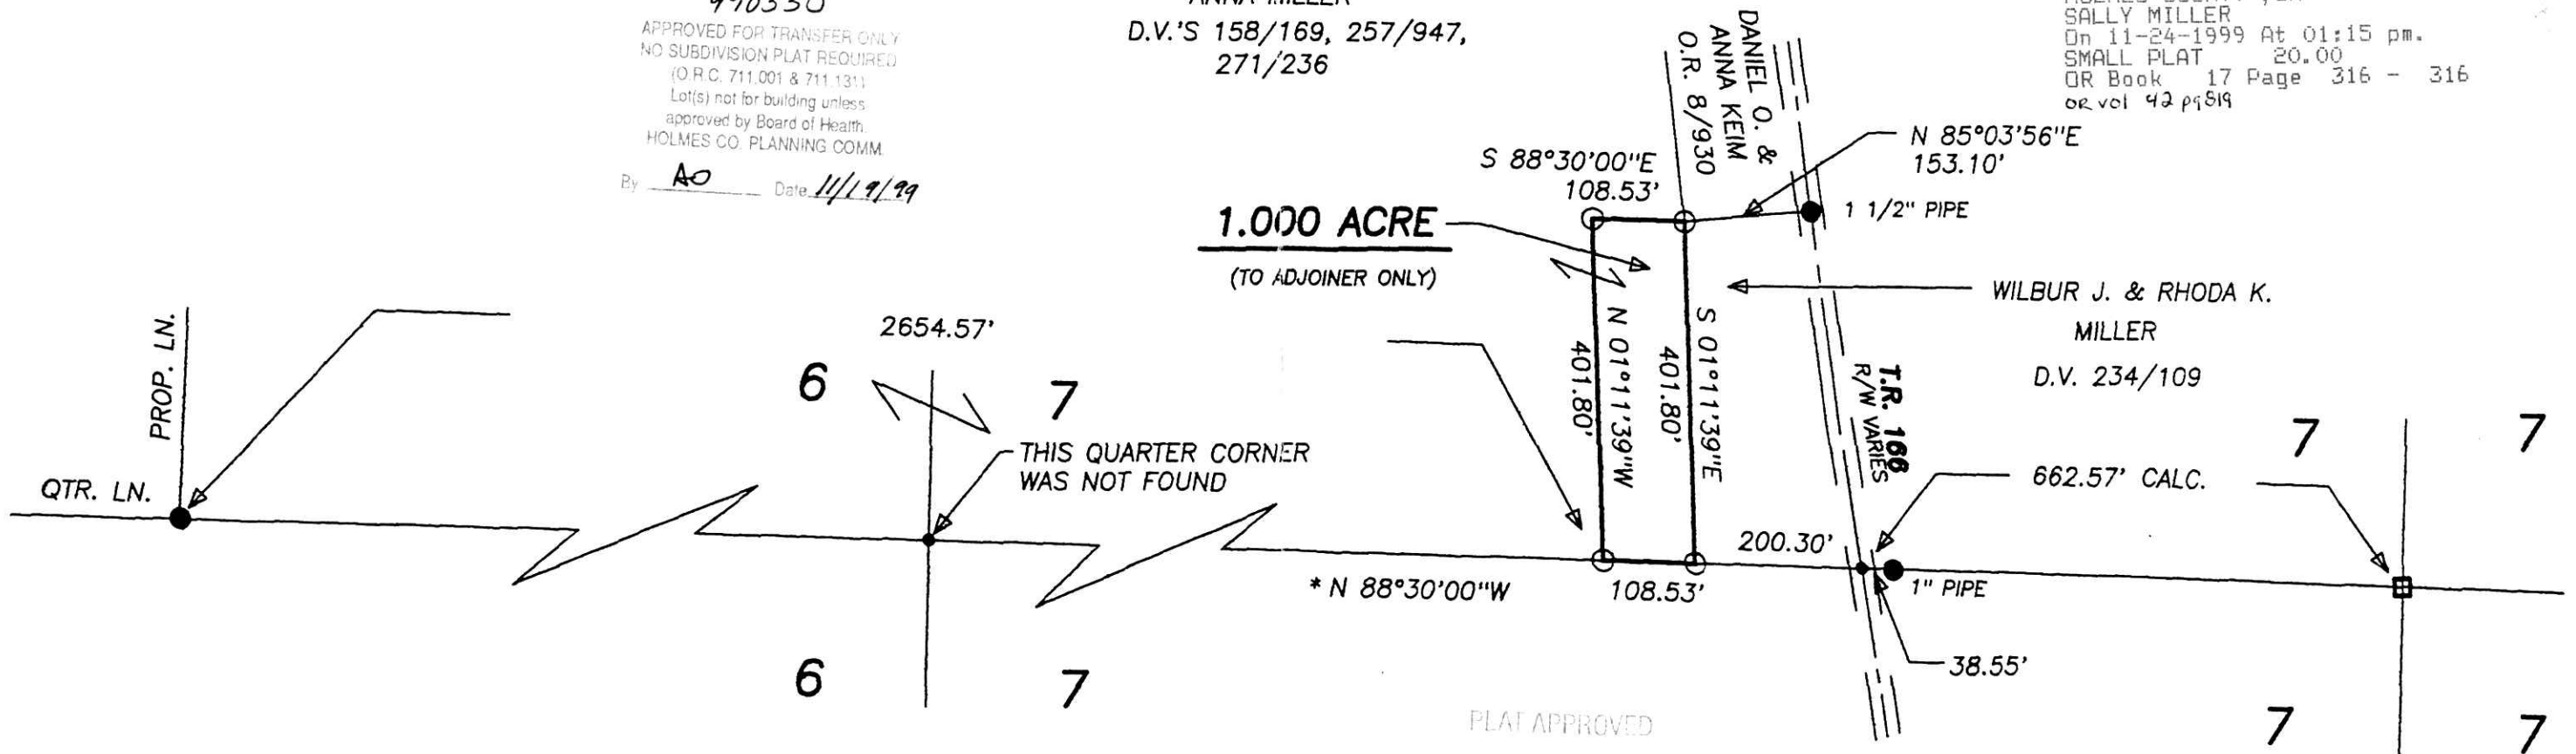 990330
APPROVED FOR TRANSFER ONLY
NO SUBDIVISION PLAT REQUIRED
(O.R.C. 711.001 & 711.131)
Lot(s) not for building unless
approved by Board of Health.
HOLMES CO. PLANNING COMM.
By AO Date 11/19/99
ANNA MILLER
D.V.'S 158/169, 257/947,
271/236
DANIEL O. &
ANNA KEIM
O.R. 8/930
SALLY MILLER
On 11-24-1999 At 01:15 pm.
SMALL PLAT 20.00
OR Book 17 Page 316 - 316
OR vol 42 pg 819
N 85°03'56"E
153.10'
S 88°30'00"E
108.53'
1 1/2" PIPE
1.000 ACRE
(TO ADJOINER ONLY)
WILBUR J. & RHODA K.
MILLER
D.V. 234/109
N 01°11'39"W
401.80'
S 01°11'39"E
401.80'
T.R. 166
R/W VARIES
PROP. LN.
QTR. LN.
2654.57'
6
7
THIS QUARTER CORNER
WAS NOT FOUND
7
7
662.57' CALC.
200.30'
* N 88°30'00"W
108.53'
1" PIPE
38.55'
6
7
7
7
PLAT APPROVED